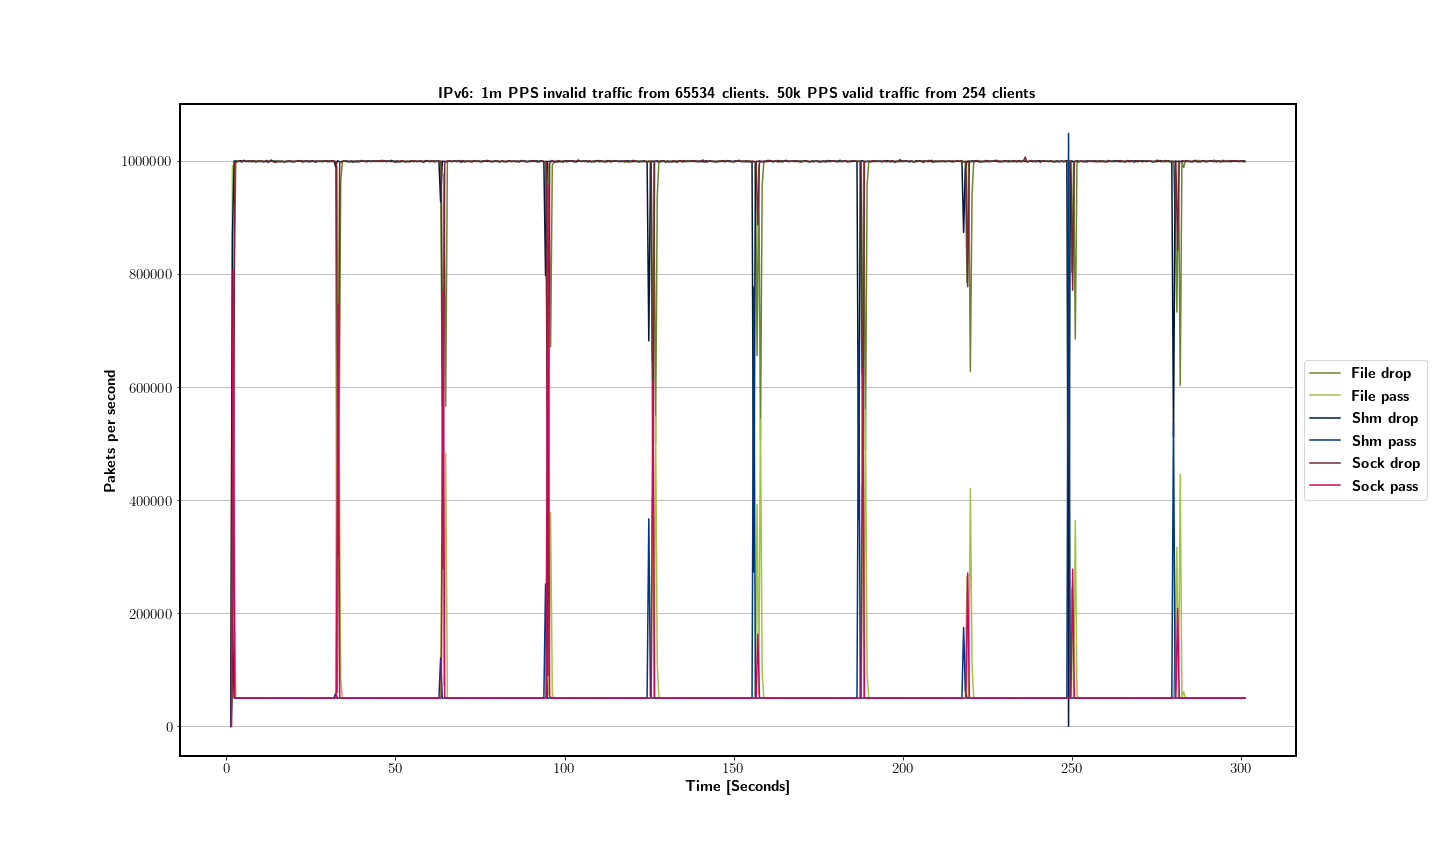 IPv6: 1m PPS invalid traffic from 65534 clients. 50k PPS valid traffic from 254 clients
1000000
800000
600000
400000
200000
0
Pakets per second
0 50 100 150 200 250 300
Time [Seconds]
File drop
File pass
Shm drop
Shm pass
Sock drop
Sock pass